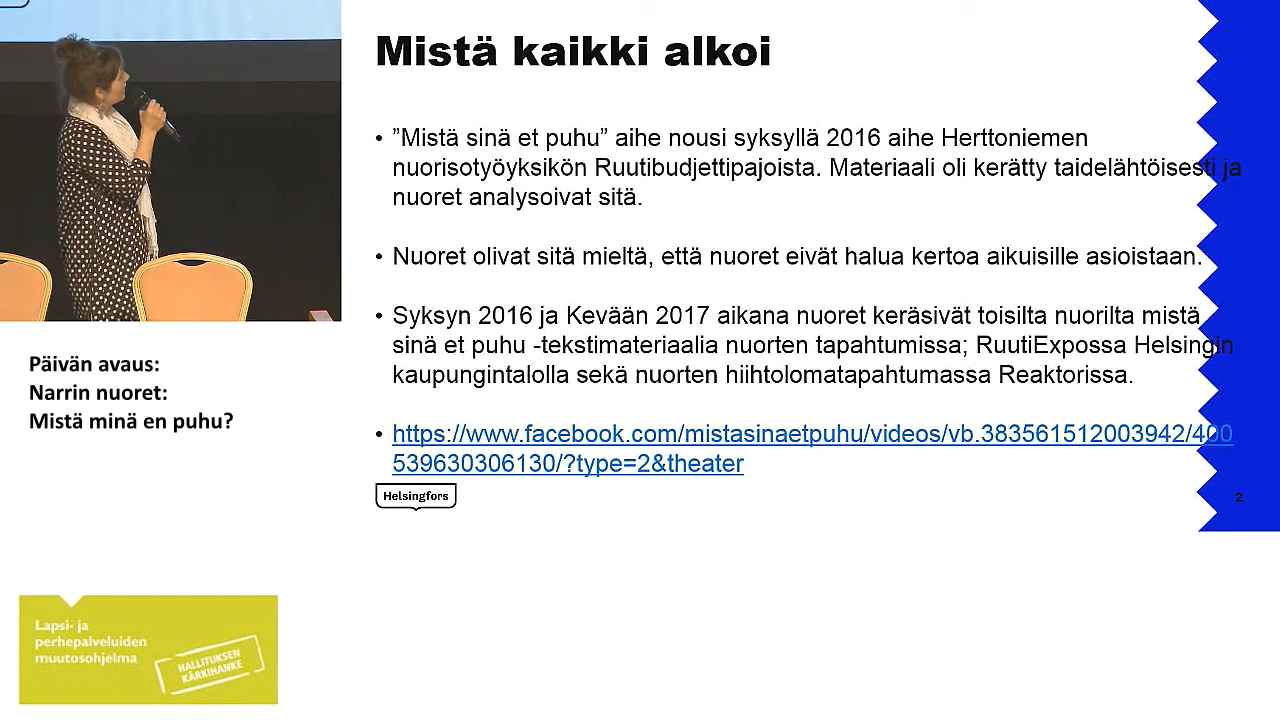 Mistä kaikki alkoi
• ”Mistä sinä et puhu” aihe nousi syksyllä 2016 aihe Herttoniemen
nuorisotyöyksikön Ruutibudjettipajoista. Materiaali oli kerätty taidelähtöisesti ja
nuoret analysoivat sitä.
• Nuoret olivat sitä mieltä, että nuoret eivät halua kertoa aikuisille asioistaan.
• Syksyn 2016 ja Kevään 2017 aikana nuoret keräsivät toisilta nuorilta mistä
sinä et puhu -tekstimateriaalia nuorten tapahtumissa; RuutiExpossa Helsingin
kaupungintalolla sekä nuorten hiihtolomatapahtumassa Reaktorissa.
• https://www.facebook.com/mistasinaetpuhu/videos/vb.383561512003942/400
539630306130/?type=2&theater
Helsingfors
2
Päivän avaus:
Narrin nuoret:
Mistä minä en puhu?
Lapsi- ja
perhepalveluiden
muutosohjelma
HALLITUKSEN
KÄRKIHANKE